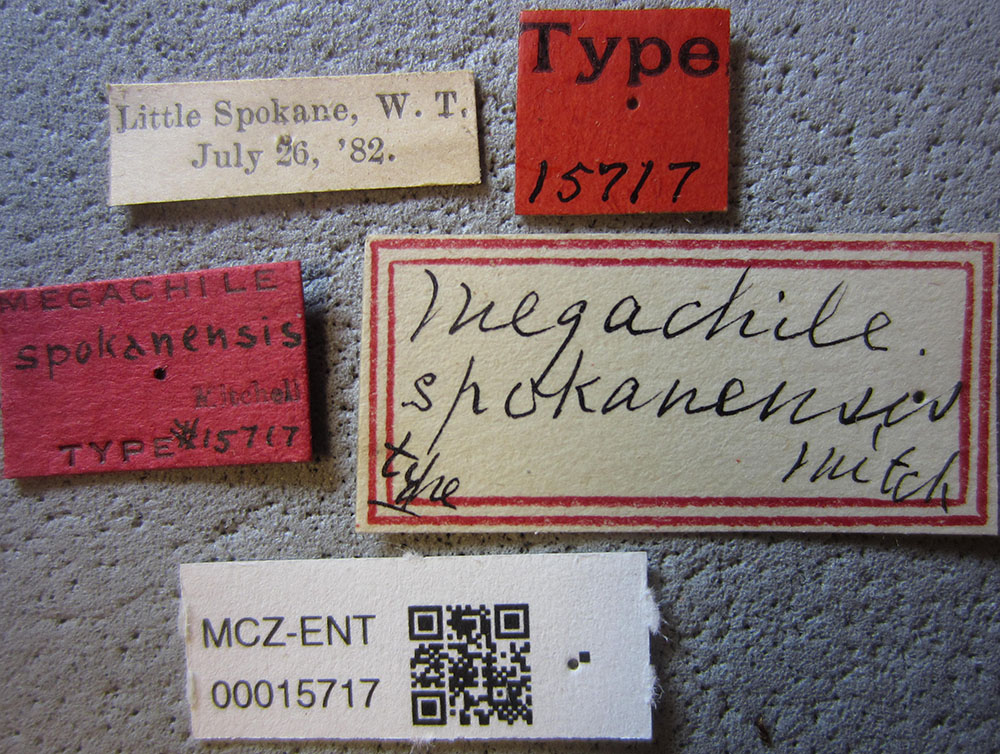 Little Spokane, W. T.
July 26, '82.
Type
15717
MEGACHILE
spokanensis
Mitchell
TYPE # 15717
Megachile.
spokanensis
type
Mitch
MCZ-ENT
00015717